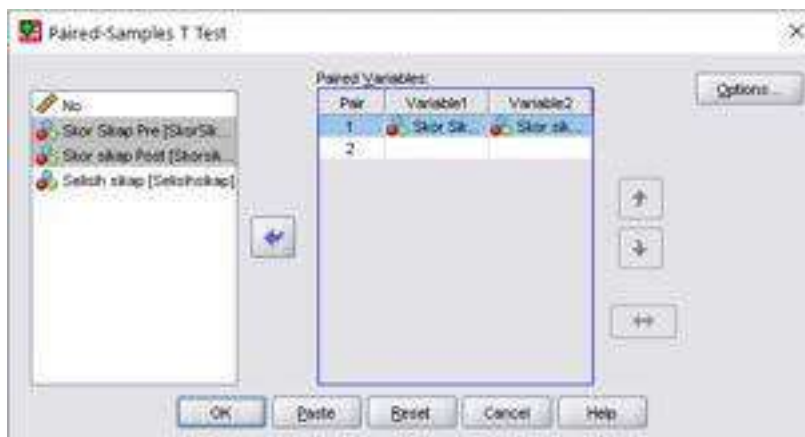 Paired-Samples T Test
Paired Variables:
Options...
No
Skor Sikap Pre [SkorSik...
Skor sikap Post [Skorsik...
Selisih sikap [Selisihsikap]
Pair Variable1 Variable2
1 Skor Sik... Skor sik...
2
OK Paste Reset Cancel Help